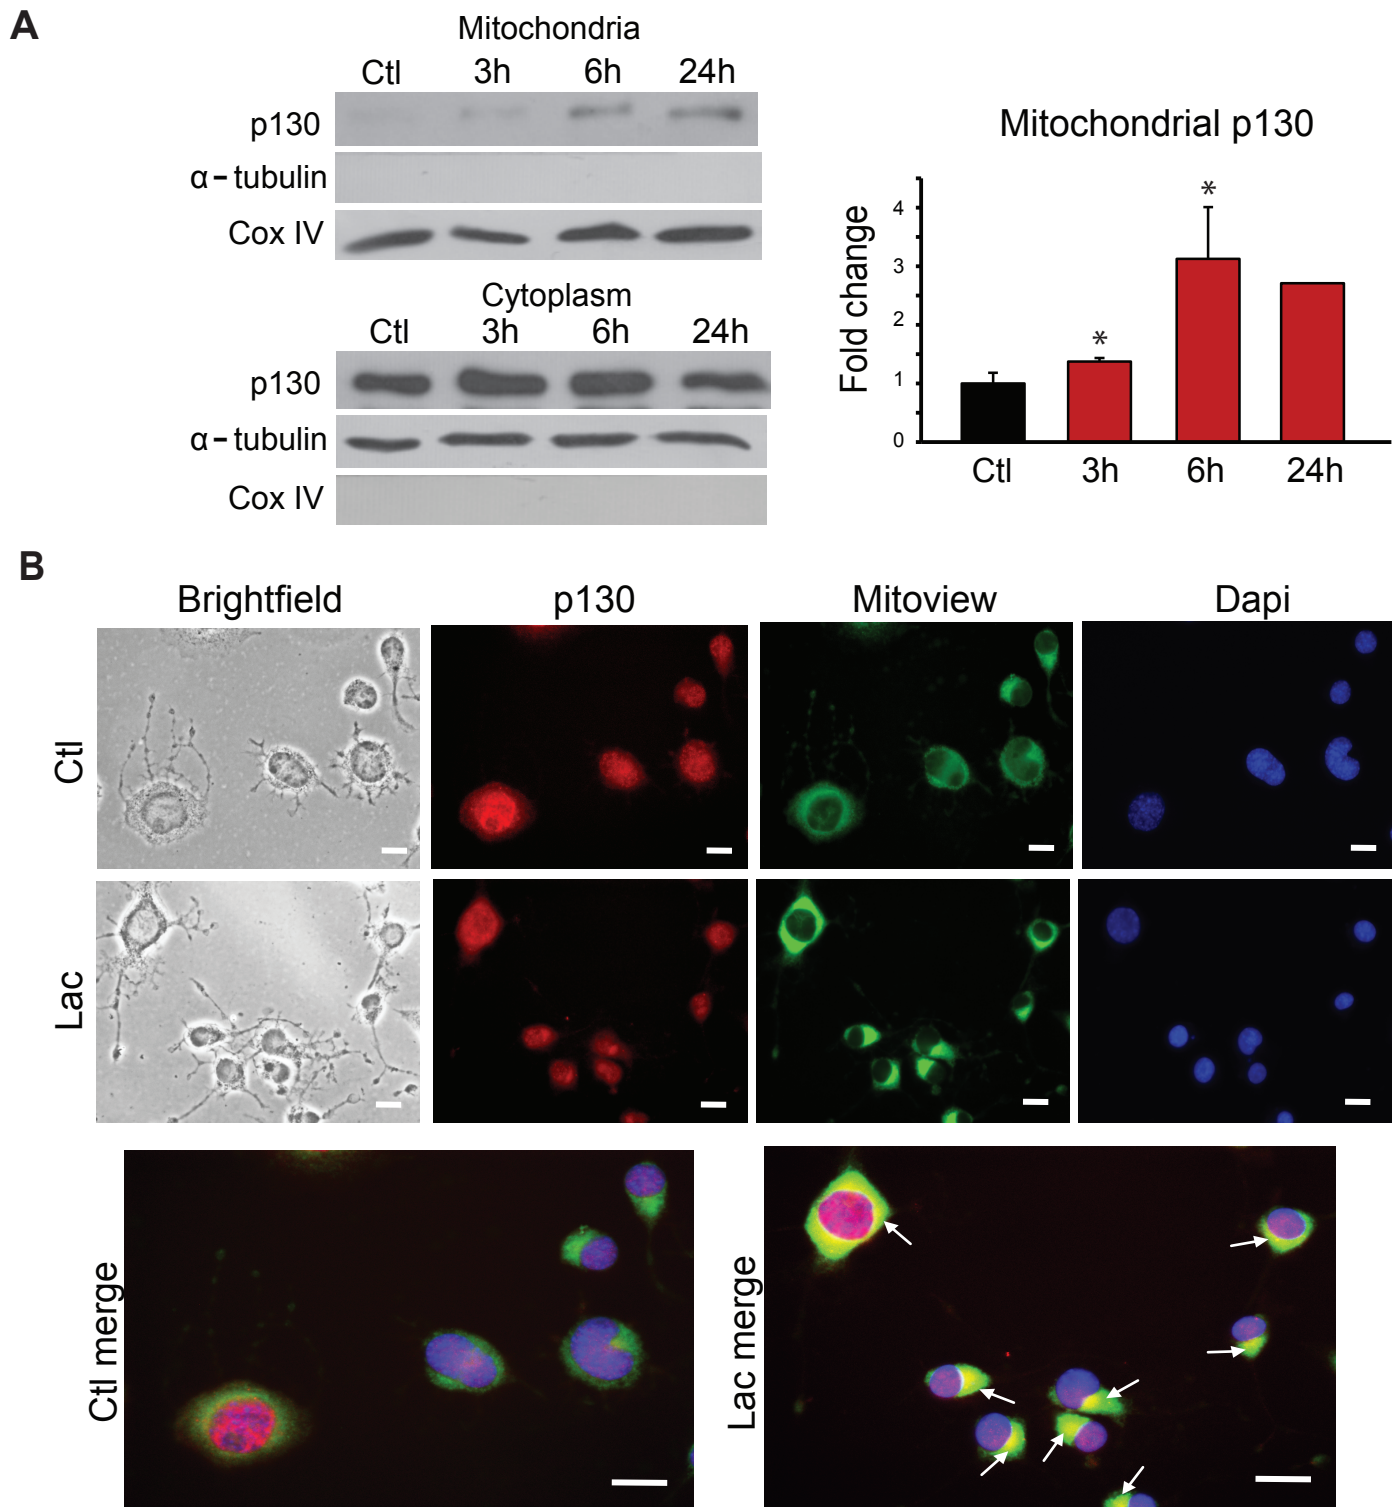 A
Mitochondria
Ctl 3h 6h 24h
p130
α-tubulin
Cox IV
Cytoplasm
Ctl 3h 6h 24h
p130
α-tubulin
Cox IV
Mitochondrial p130
Fold change
4
3
2
1
0
*
*
Ctl 3h 6h 24h
B
Brightfield p130 Mitoview Dapi
Ctl
Lac
Ctl merge
Lac merge